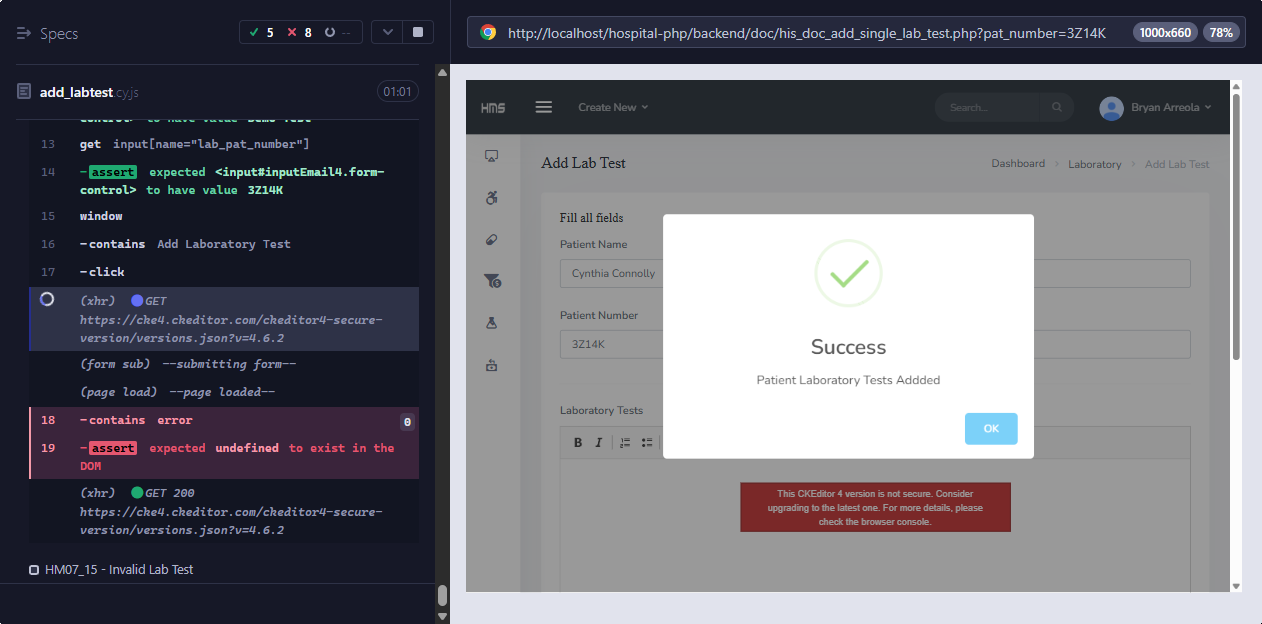 Specs
5 8 --
http://localhost/hospital-php/backend/doc/his_doc_add_single_lab_test.php?pat_number=3Z14K
1000x660
78%
add_labtest.cy.js
01:01
control> to have value Demo Test
13 get input[name="lab_pat_number"]
14 -assert expected <input#inputEmail4.form-
control> to have value 3Z14K
15 window
16 -contains Add Laboratory Test
17 -click
(xhr) GET
https://cke4.ckeditor.com/ckeditor4-secure-
version/versions.json?v=4.6.2
(form sub) --submitting form--
(page load) --page loaded--
18 -contains error 0
19 -assert expected undefined to exist in the
DOM
(xhr) GET 200
https://cke4.ckeditor.com/ckeditor4-secure-
version/versions.json?v=4.6.2
HM07_15 - Invalid Lab Test
HMS
Create New
Search...
Bryan Arreola
Add Lab Test
Dashboard > Laboratory > Add Lab Test
Fill all fields
Patient Name
Cynthia Connolly
Patient Number
3Z14K
Laboratory Tests
B I
Success
Patient Laboratory Tests Addded
OK
This CKEditor 4 version is not secure. Consider
upgrading to the latest one. For more details, please
check the browser console.